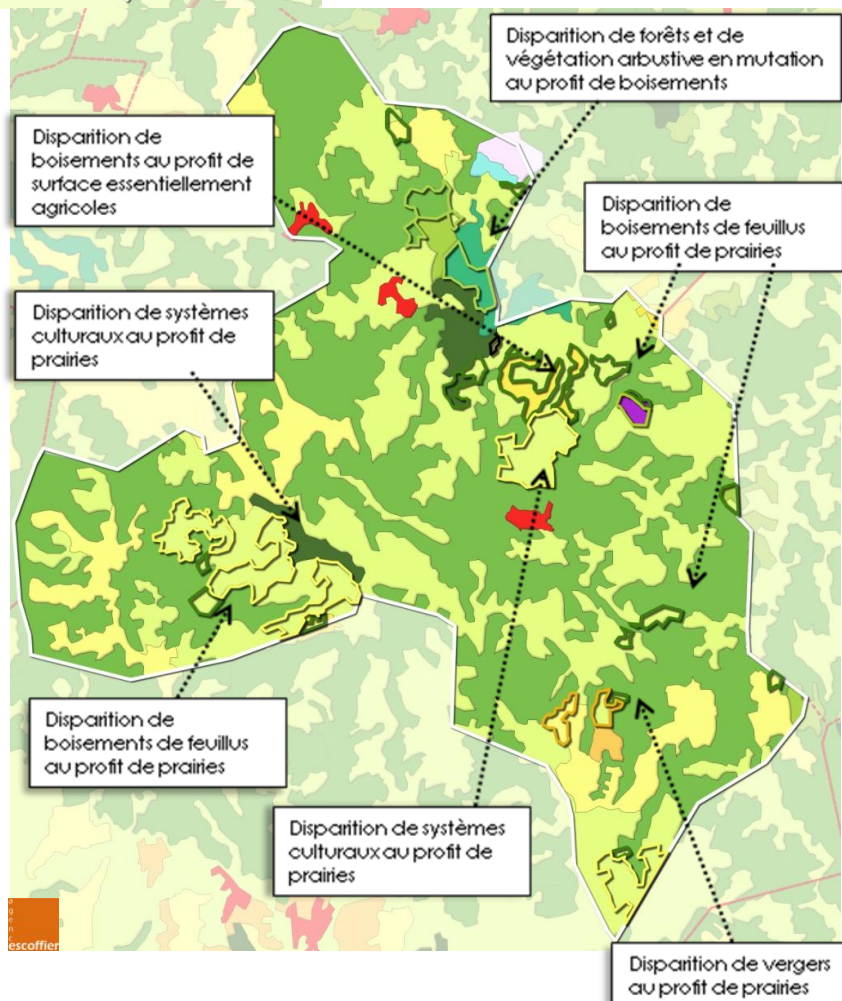 Disparition de forêts et de
végétation arbustive en mutation
au profit de boisements
Disparition de
boisements au profit de
surface essentiellement
agricoles
Disparition de
boisements de feuillus
au profit de prairies
Disparition de systèmes
culturaux au profit de
prairies
Disparition de
boisements de feuillus
au profit de prairies
Disparition de systèmes
culturaux au profit de
prairies
Disparition de vergers
au profit de prairies
escoffier